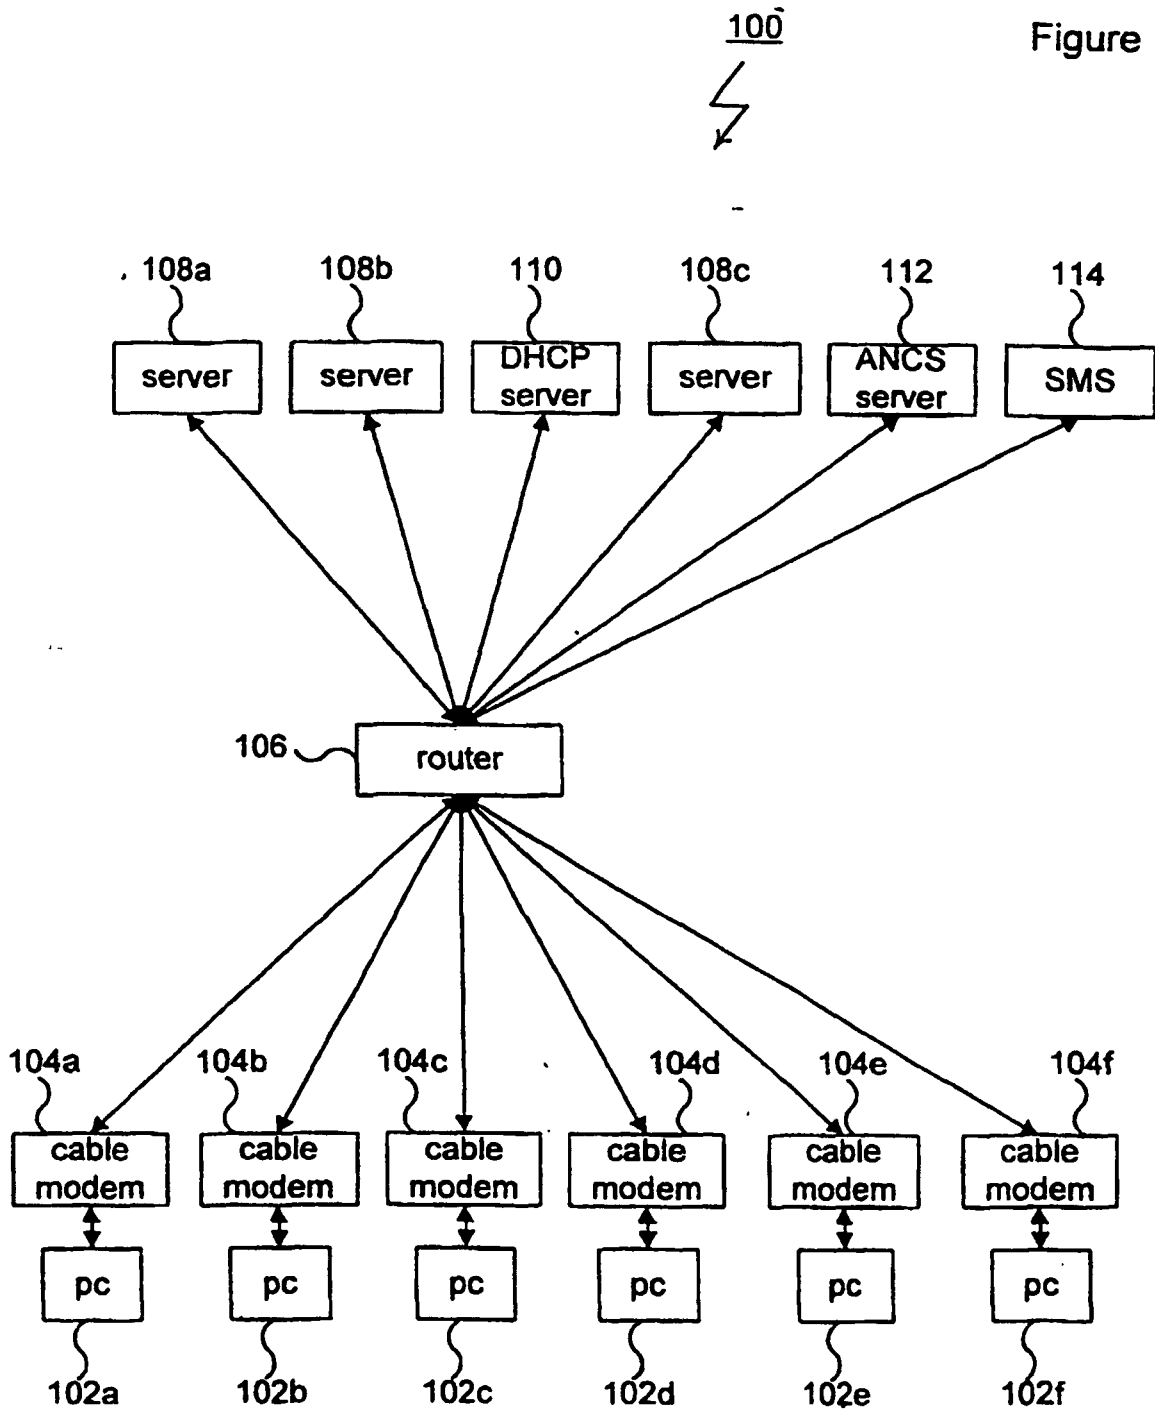 100
Figure
108a 108b 110 108c 112 114
server server DHCP server server ANCS server SMS
106 router
104a 104b 104c 104d 104e 104f
cable modem cable modem cable modem cable modem cable modem cable modem
pc pc pc pc pc pc
102a 102b 102c 102d 102e 102f